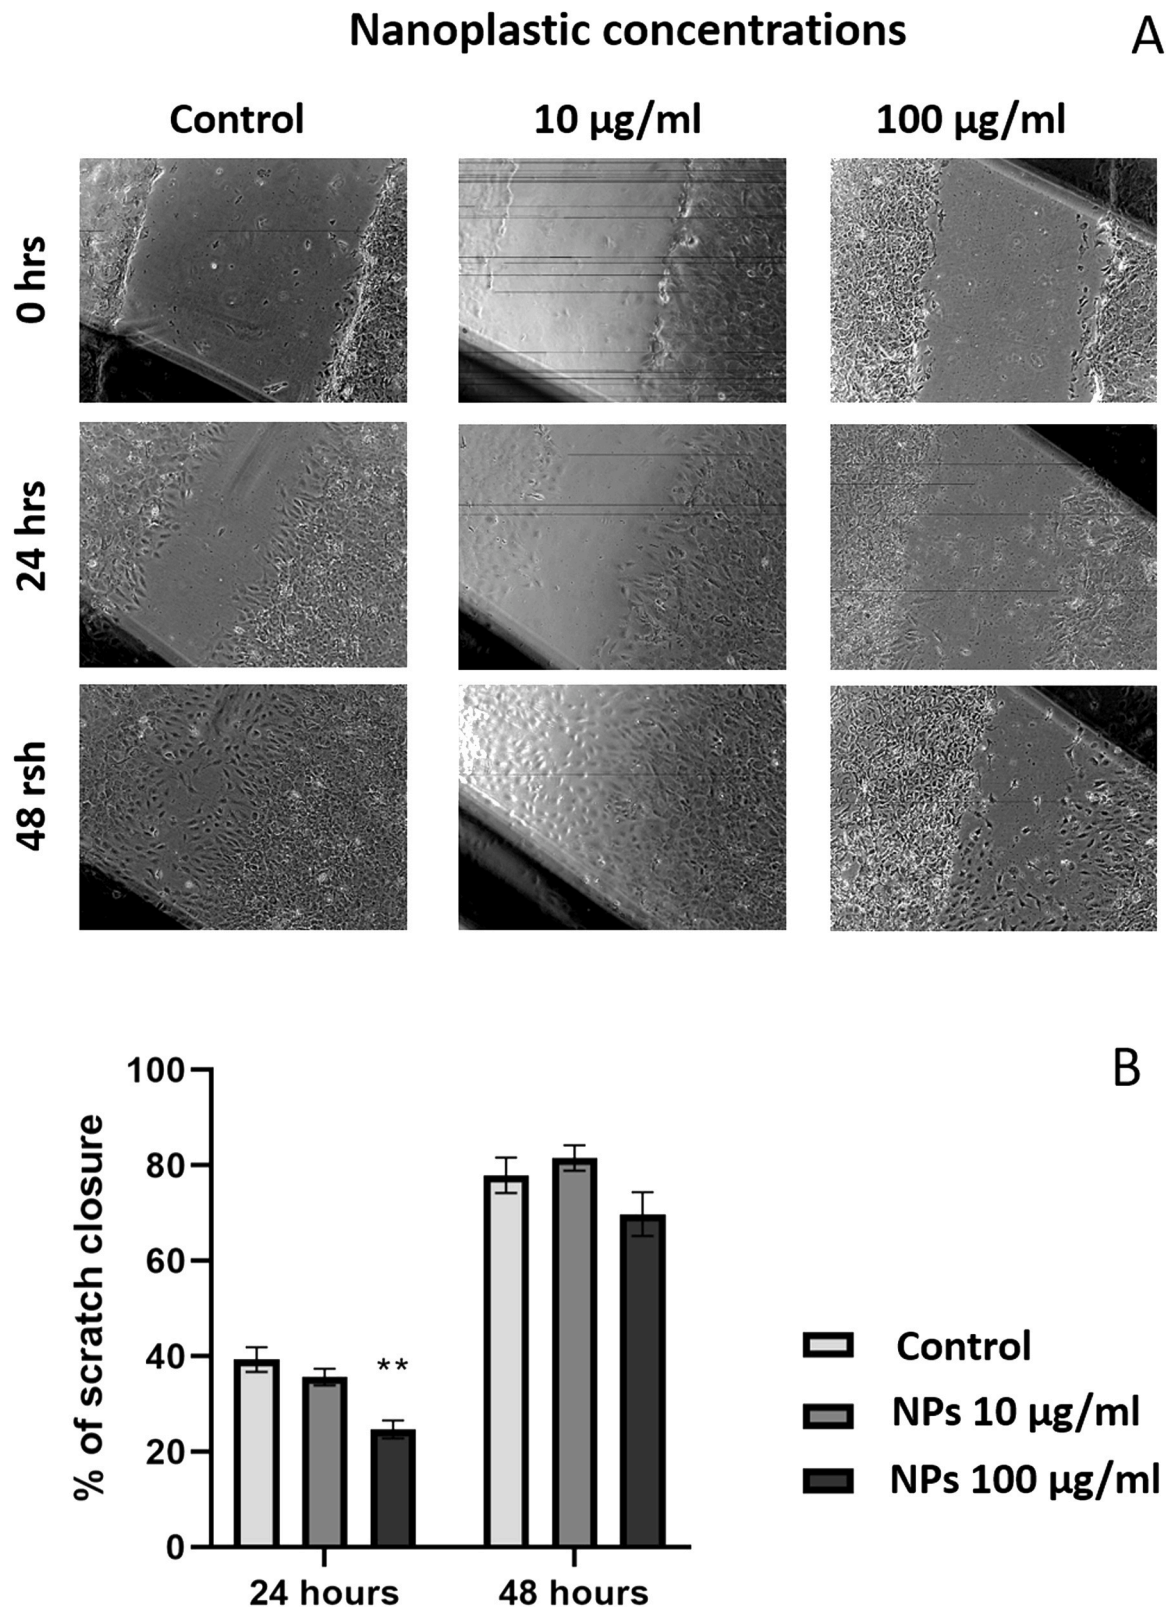 Nanoplastic concentrations
A
Control
10 µg/ml
100 µg/ml
0 hrs
24 hrs
48 rsh
B
% of scratch closure
100
80
60
40
20
0
**
24 hours
48 hours
Control
NPs 10 µg/ml
NPs 100 µg/ml